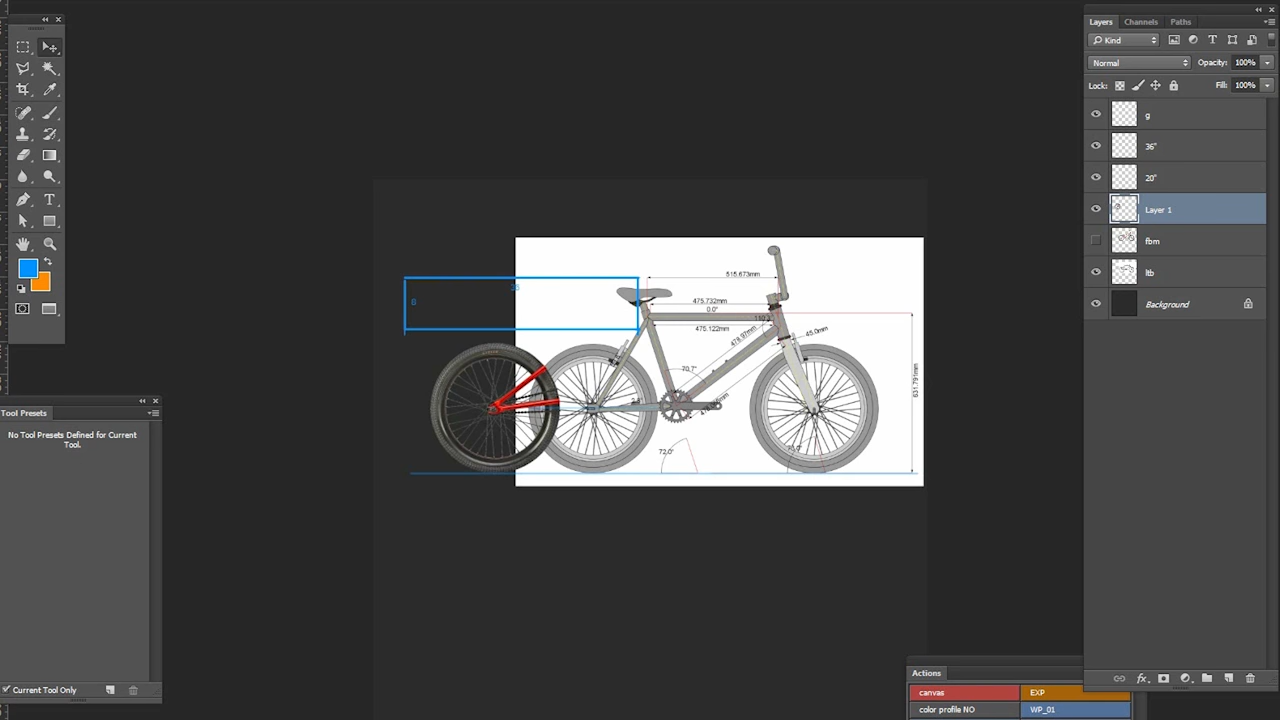 Layers Channels Paths
Kind
Normal Opacity: 100%
Lock: Fill: 100%
g
36"
20"
Layer 1
fbm
ltb
Background
Tool Presets
No Tool Presets Defined for Current
Tool.
Current Tool Only
36
6
515.673mm
475.732mm
0.0°
475.122mm
45.0mm
70.7°
631.791mm
72.0°
Actions
canvas EXP
color profile NO WP_01